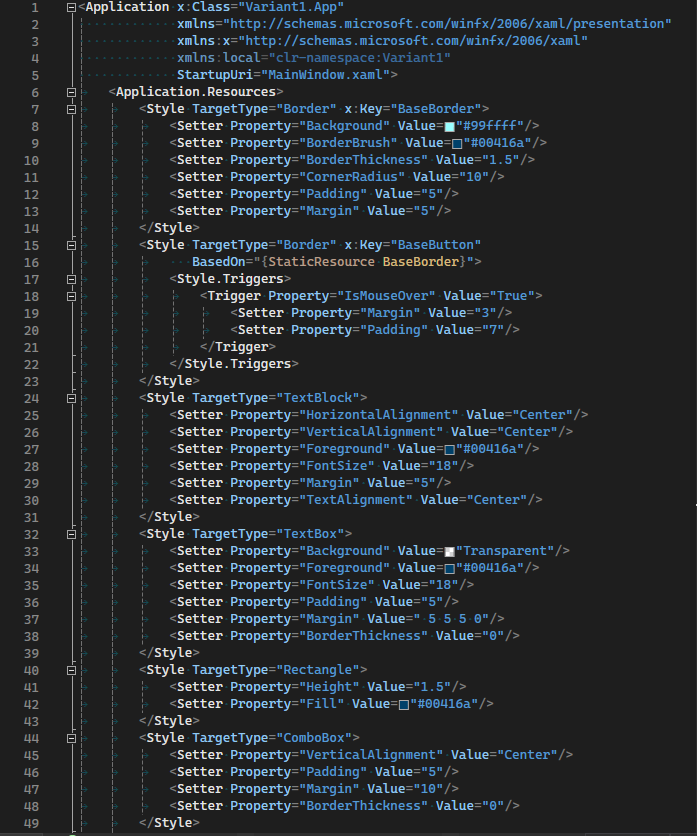 1 <Application x:Class="Variant1.App"
2 xmlns="http://schemas.microsoft.com/winfx/2006/xaml/presentation"
3 xmlns:x="http://schemas.microsoft.com/winfx/2006/xaml"
4 xmlns:local="clr-namespace:Variant1"
5 StartupUri="MainWindow.xaml">
6 <Application.Resources>
7 <Style TargetType="Border" x:Key="BaseBorder">
8 <Setter Property="Background" Value="#99ffff"/>
9 <Setter Property="BorderBrush" Value="#00416a"/>
10 <Setter Property="BorderThickness" Value="1.5"/>
11 <Setter Property="CornerRadius" Value="10"/>
12 <Setter Property="Padding" Value="5"/>
13 <Setter Property="Margin" Value="5"/>
14 </Style>
15 <Style TargetType="Border" x:Key="BaseButton"
16 BasedOn="{StaticResource BaseBorder}">
17 <Style.Triggers>
18 <Trigger Property="IsMouseOver" Value="True">
19 <Setter Property="Margin" Value="3"/>
20 <Setter Property="Padding" Value="7"/>
21 </Trigger>
22 </Style.Triggers>
23 </Style>
24 <Style TargetType="TextBlock">
25 <Setter Property="HorizontalAlignment" Value="Center"/>
26 <Setter Property="VerticalAlignment" Value="Center"/>
27 <Setter Property="Foreground" Value="#00416a"/>
28 <Setter Property="FontSize" Value="18"/>
29 <Setter Property="Margin" Value="5"/>
30 <Setter Property="TextAlignment" Value="Center"/>
31 </Style>
32 <Style TargetType="TextBox">
33 <Setter Property="Background" Value="Transparent"/>
34 <Setter Property="Foreground" Value="#00416a"/>
35 <Setter Property="FontSize" Value="18"/>
36 <Setter Property="Padding" Value="5"/>
37 <Setter Property="Margin" Value=" 5 5 5 0"/>
38 <Setter Property="BorderThickness" Value="0"/>
39 </Style>
40 <Style TargetType="Rectangle">
41 <Setter Property="Height" Value="1.5"/>
42 <Setter Property="Fill" Value="#00416a"/>
43 </Style>
44 <Style TargetType="ComboBox">
45 <Setter Property="VerticalAlignment" Value="Center"/>
46 <Setter Property="Padding" Value="5"/>
47 <Setter Property="Margin" Value="10"/>
48 <Setter Property="BorderThickness" Value="0"/>
49 </Style>